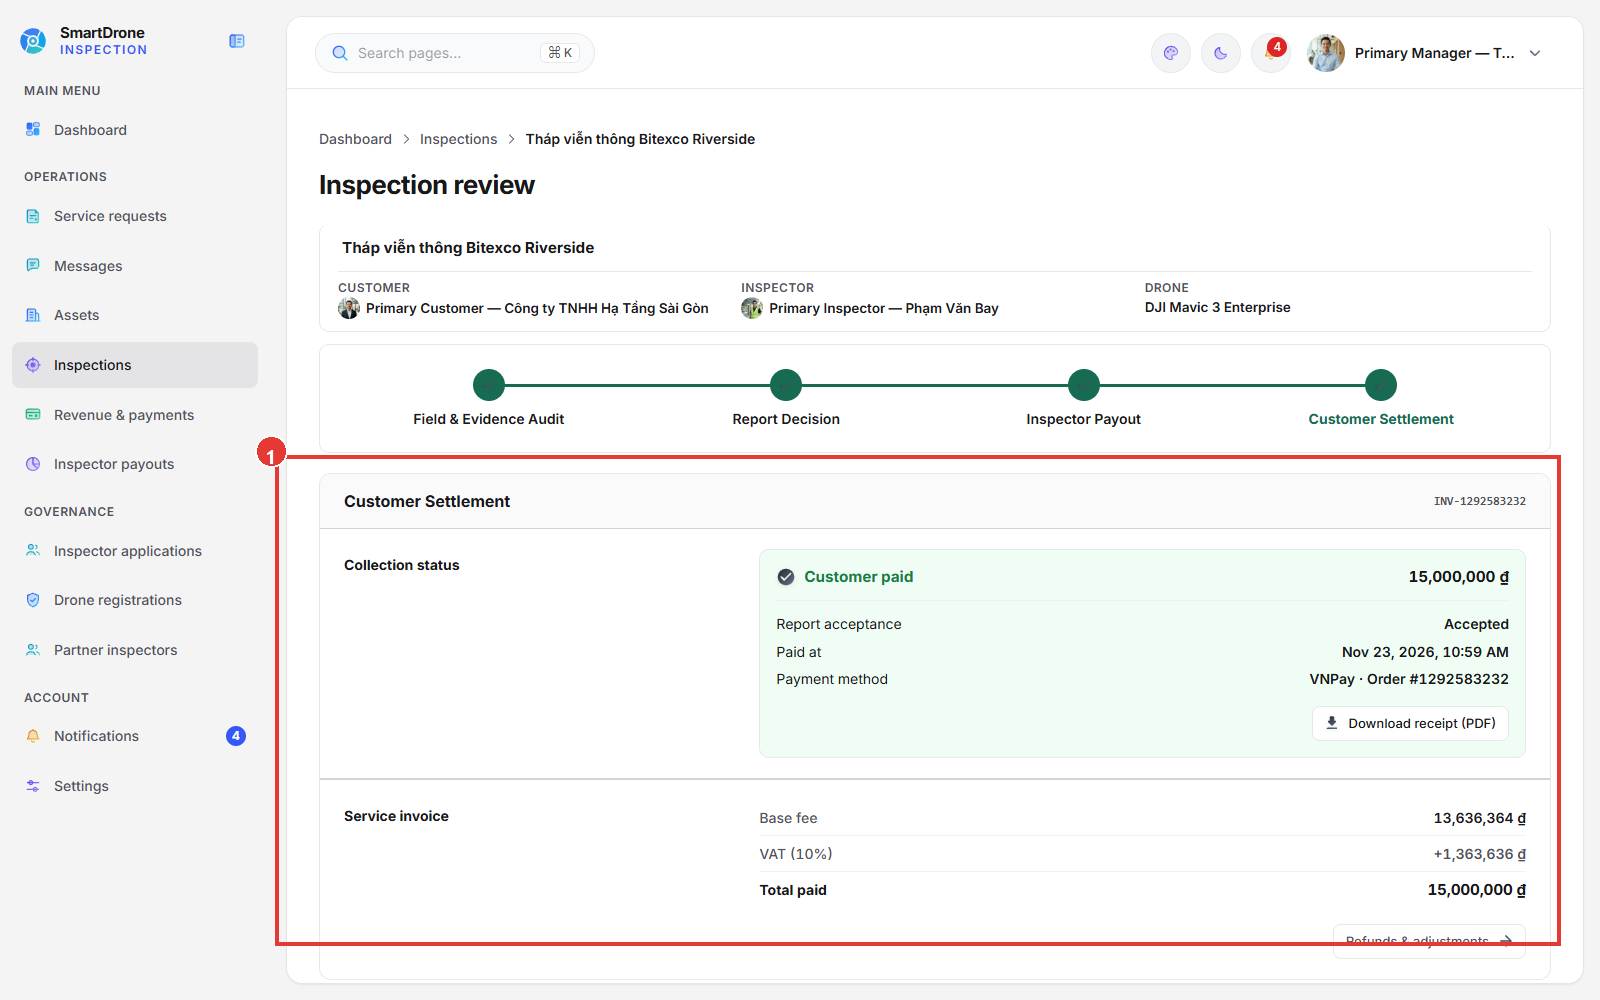 SmartDrone
INSPECTION
MAIN MENU
Dashboard
OPERATIONS
Service requests
Messages
Assets
Inspections
Revenue & payments
Inspector payouts
GOVERNANCE
Inspector applications
Drone registrations
Partner inspectors
ACCOUNT
Notifications 4
Settings
Search pages... ⌘ K
4
Primary Manager — T...
Dashboard > Inspections > Tháp viễn thông Bitexco Riverside
Inspection review
Tháp viễn thông Bitexco Riverside
CUSTOMER
Primary Customer — Công ty TNHH Hạ Tầng Sài Gòn
INSPECTOR
Primary Inspector — Phạm Văn Bay
DRONE
DJI Mavic 3 Enterprise
Field & Evidence Audit
Report Decision
Inspector Payout
Customer Settlement
1
Customer Settlement INV-1292583232
Collection status
Customer paid 15,000,000 ₫
Report acceptance Accepted
Paid at Nov 23, 2026, 10:59 AM
Payment method VNPay · Order #1292583232
Download receipt (PDF)
Service invoice
Base fee 13,636,364 ₫
VAT (10%) +1,363,636 ₫
Total paid 15,000,000 ₫
Refunds & adjustments →